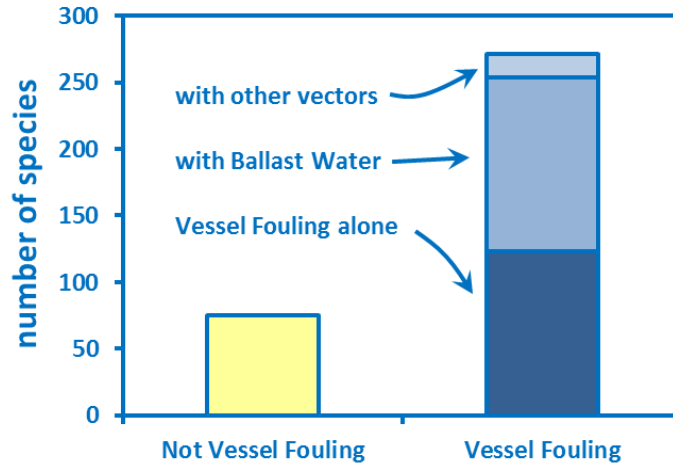 number of species
300
250
200
150
100
50
0
with other vectors
with Ballast Water
Vessel Fouling alone
Not Vessel Fouling
Vessel Fouling